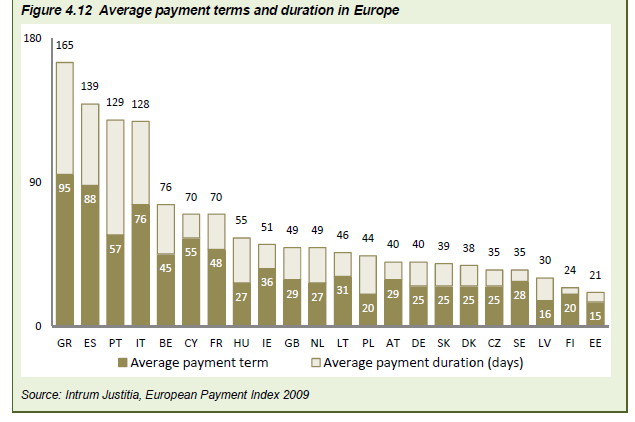 Figure 4.12 Average payment terms and duration in Europe
180
165
139
129 128
95
90
88
76
76
70 70
57
55
55
48
45
51 49 49 46 44 40 40 39 38 35 35 30 24 21
27 36 29 27 31 20 29 25 25 25 25 28 16 20 15
0
GR ES PT IT BE CY FR HU IE GB NL LT PL AT DE SK DK CZ SE LV FI EE
Average payment term Average payment duration (days)
Source: Intrum Justitia, European Payment Index 2009